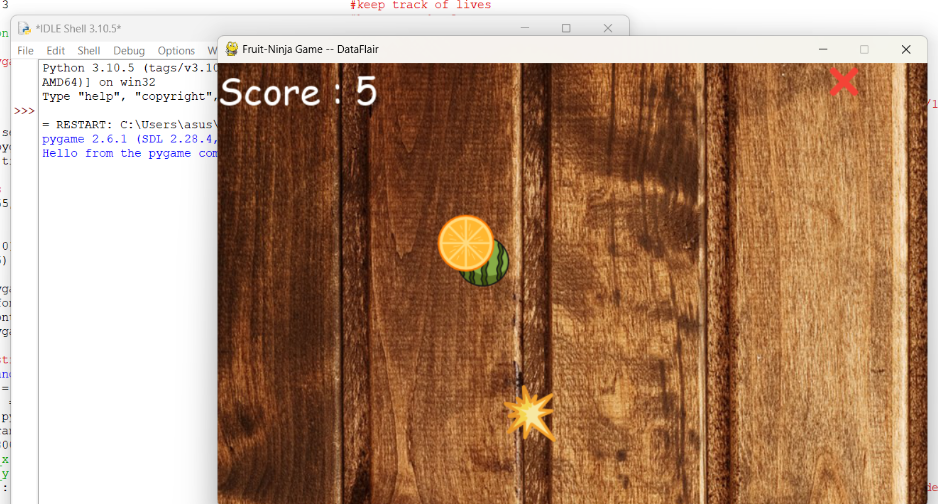 #keep track of lives
*IDLE Shell 3.10.5*
File Edit Shell Debug Options
Python 3.10.5 (tags/v3.10
AMD64)] on win32
Type "help", "copyright",
>>>
= RESTART: C:\Users\asus\
pygame 2.6.1 (SDL 2.28.4,
Hello from the pygame com
Fruit-Ninja Game -- DataFlair
Score : 5